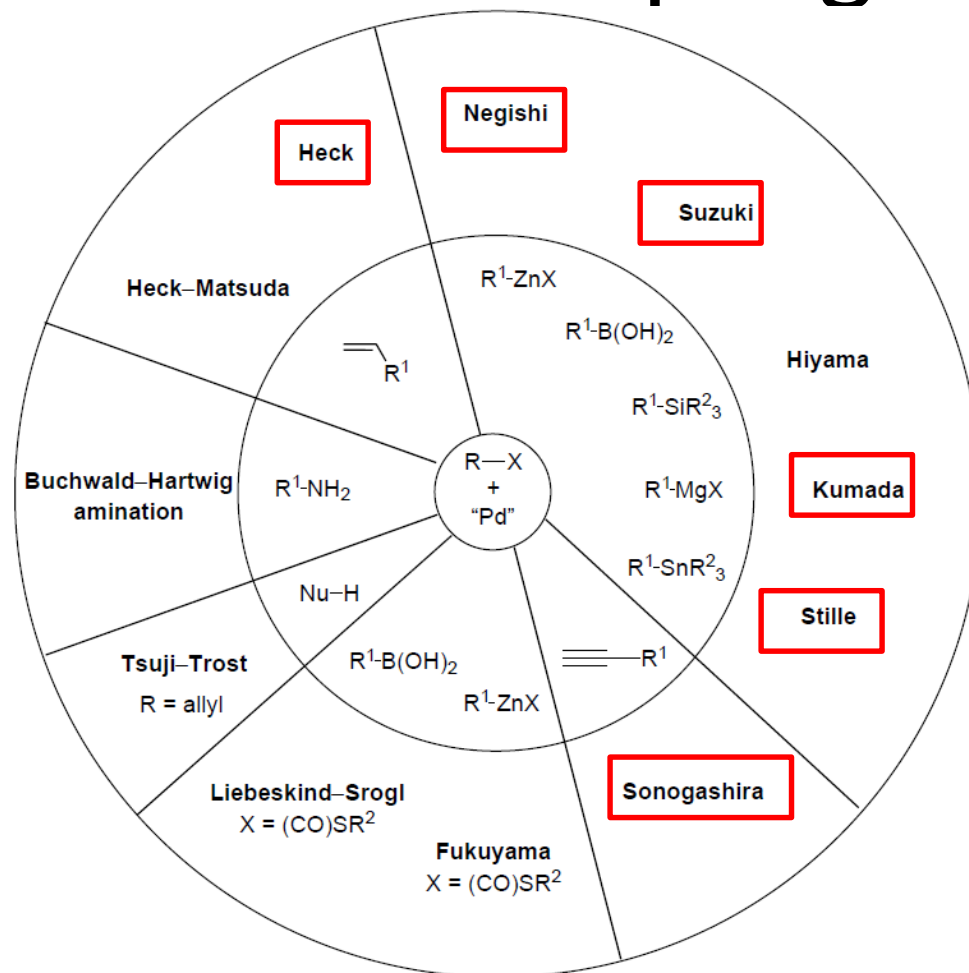 Negishi
Heck
Suzuki
Heck–Matsuda
R¹-ZnX
R¹-B(OH)₂
R¹
Hiyama
R¹-SiR²₃
R—X
+
"Pd"
Buchwald–Hartwig
amination
R¹-NH₂
R¹-MgX
Kumada
R¹-SnR²₃
Nu–H
Stille
Tsuji–Trost
R = allyl
R¹-B(OH)₂
R¹
R¹-ZnX
Liebeskind–Srogl
X = (CO)SR²
Sonogashira
Fukuyama
X = (CO)SR²